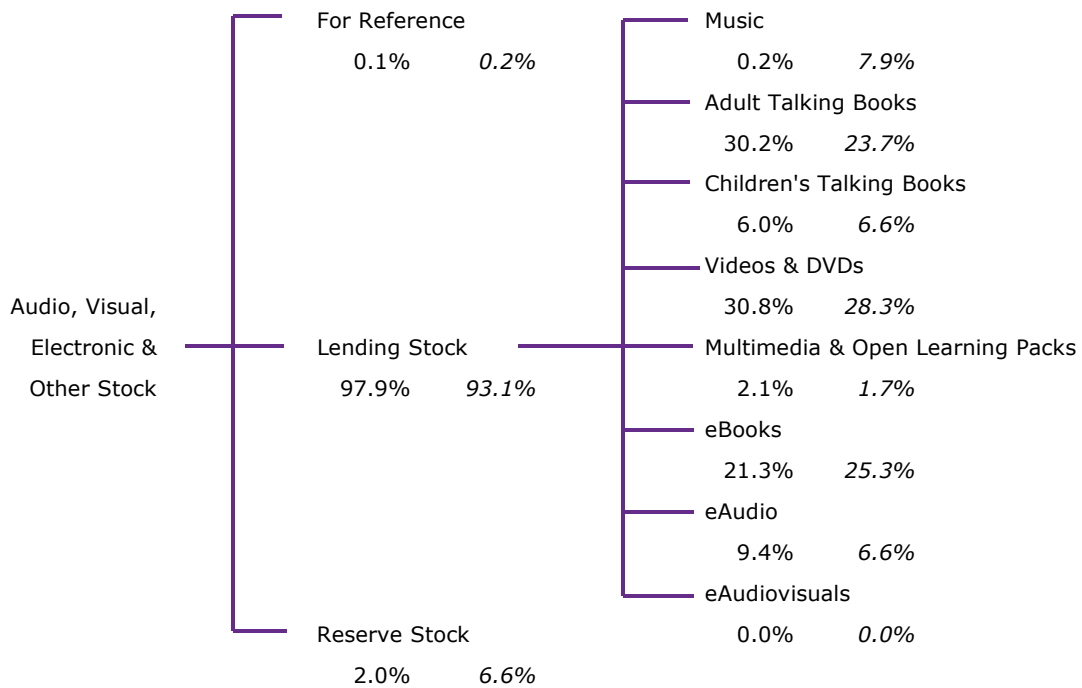 Audio, Visual,
Electronic &
Other Stock
For Reference
0.1% 0.2%
Lending Stock
97.9% 93.1%
Reserve Stock
2.0% 6.6%
Music
0.2% 7.9%
Adult Talking Books
30.2% 23.7%
Children's Talking Books
6.0% 6.6%
Videos & DVDs
30.8% 28.3%
Multimedia & Open Learning Packs
2.1% 1.7%
eBooks
21.3% 25.3%
eAudio
9.4% 6.6%
eAudiovisuals
0.0% 0.0%